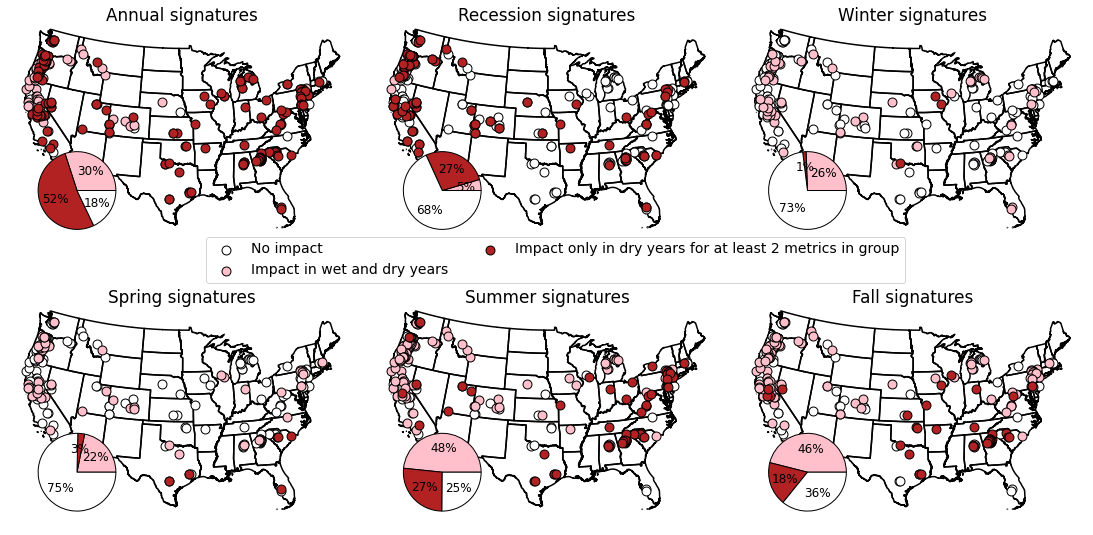 Annual signatures
Recession signatures
Winter signatures
30%
52%
18%
27%
5%
68%
1%
26%
73%
No impact
Impact only in dry years for at least 2 metrics in group
Impact in wet and dry years
Spring signatures
Summer signatures
Fall signatures
3%
22%
75%
48%
27%
25%
46%
18%
36%